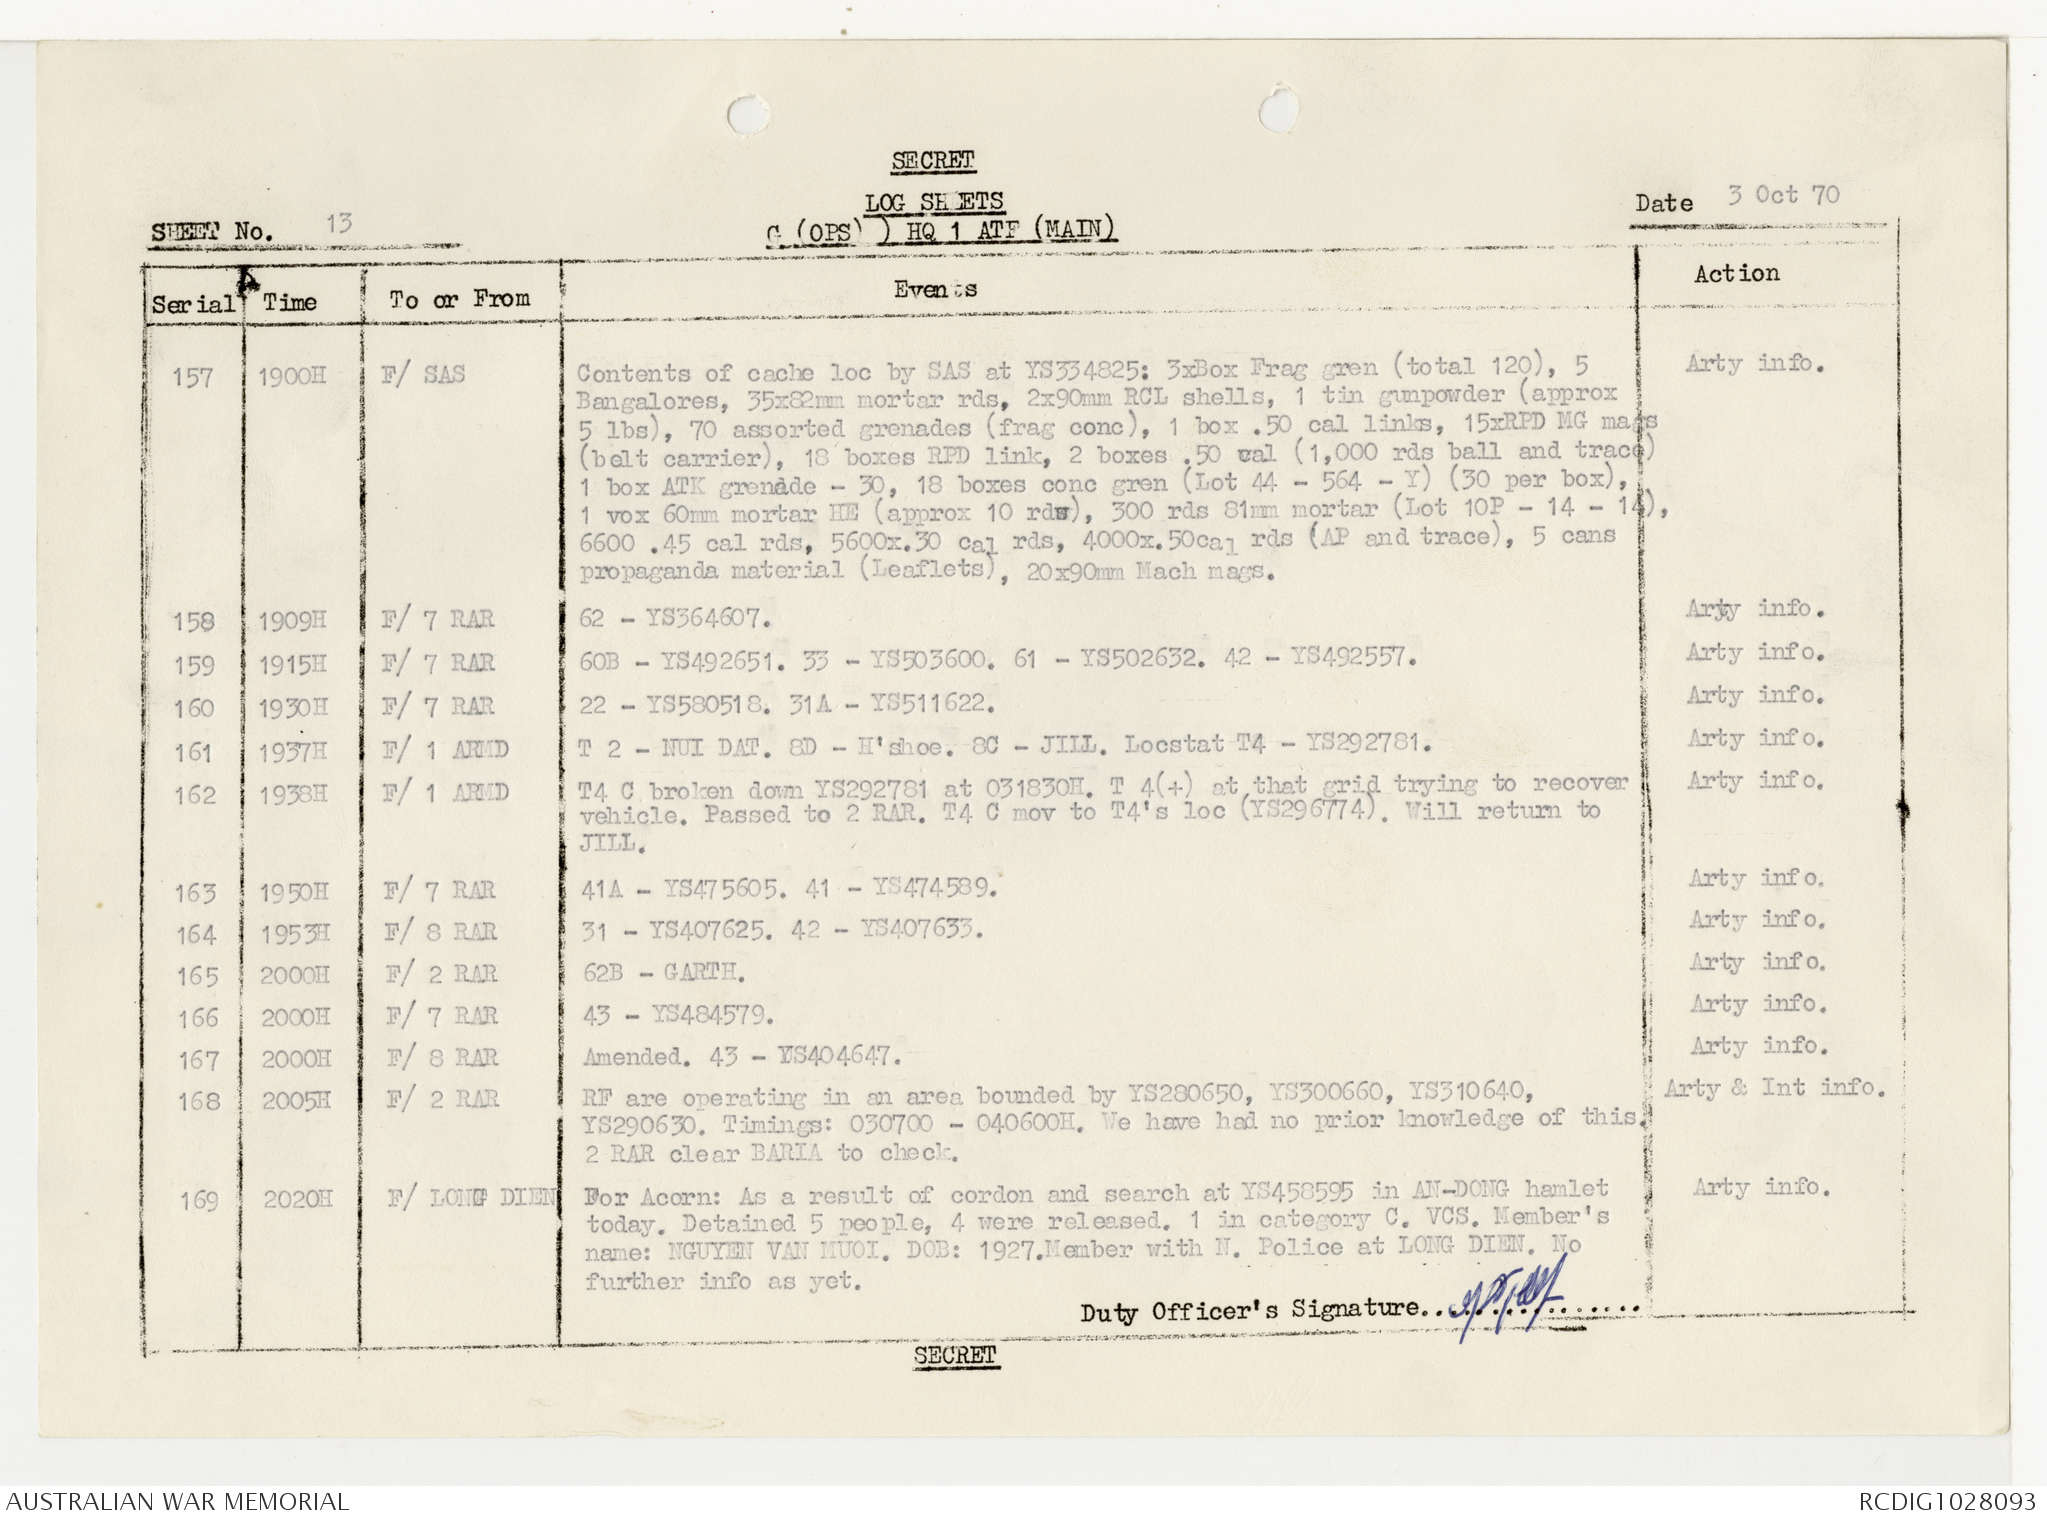 SECRET
LOG SHEETS
G (OPS) ) HQ 1 ATF (MAIN)
SHEET No. 13
Date 3 Oct 70
Serial Time To or From Events Action
157 1900H F/ SAS Contents of cache loc by SAS at YS334825: 3xBox Frag gren (total 120), 5 Arty info.
Bangalores, 35x82mm mortar rds, 2x90mm RCL shells, 1 tin gunpowder (approx
5 lbs), 70 assorted grenades (frag conc), 1 box .50 cal links, 15xRPD MG mags
(belt carrier), 18 boxes RPD link, 2 boxes .50 cal (1,000 rds ball and trace)
1 box ATK grenade - 30, 18 boxes conc gren (Lot 44 - 564 - Y) (30 per box),
1 vox 60mm mortar HE (approx 10 rds), 300 rds 81mm mortar (Lot 10P - 14 - 14),
6600 .45 cal rds, 5600x.30 cal rds, 4000x.50cal rds (AP and trace), 5 cans
propaganda material (Leaflets), 20x90mm Mach mags.
158 1909H F/ 7 RAR 62 - YS364607. Arty info.
159 1915H F/ 7 RAR 60B - YS492651. 33 - YS503600. 61 - YS502632. 42 - YS492557. Arty info.
160 1930H F/ 7 RAR 22 - YS580518. 31A - YS511622. Arty info.
161 1937H F/ 1 ARMD T 2 - NUI DAT. 8D - H'shoe. 8C - JILL. Locstat T4 - YS292781. Arty info.
162 1938H F/ 1 ARMD T4 C broken down YS292781 at 031830H. T 4(+) at that grid trying to recover Arty info.
vehicle. Passed to 2 RAR. T4 C mov to T4's loc (YS296774). Will return to
JILL.
163 1950H F/ 7 RAR 41A - YS475605. 41 - YS474589. Arty info.
164 1953H F/ 8 RAR 31 - YS407625. 42 - YS407633. Arty info.
165 2000H F/ 2 RAR 62B - GARTH. Arty info.
166 2000H F/ 7 RAR 43 - YS484579. Arty info.
167 2000H F/ 8 RAR Amended. 43 - YS404647. Arty info.
168 2005H F/ 2 RAR RF are operating in an area bounded by YS280650, YS300660, YS310640, Arty & Int info.
YS290630. Timings: 030700 - 040600H. We have had no prior knowledge of this.
2 RAR clear BARIA to check.
169 2020H F/ LONG DIEN For Acorn: As a result of cordon and search at YS458595 in AN-DONG hamlet Arty info.
today. Detained 5 people, 4 were released. 1 in category C. VCS. Member's
name: NGUYEN VAN MUOI. DOB: 1927.Member with N. Police at LONG DIEN. No
further info as yet.
Duty Officer's Signature..................
SECRET
AUSTRALIAN WAR MEMORIAL
RCDIG1028093